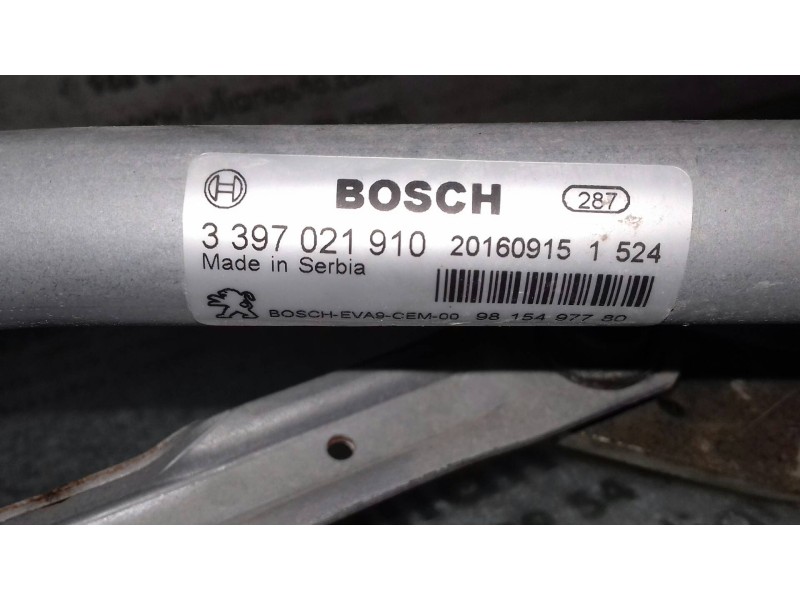 BOSCH 287
3 397 021 910 20160915 1 524
Made in Serbia
BOSCH-EVA9-CEM-00 98 154 977 80